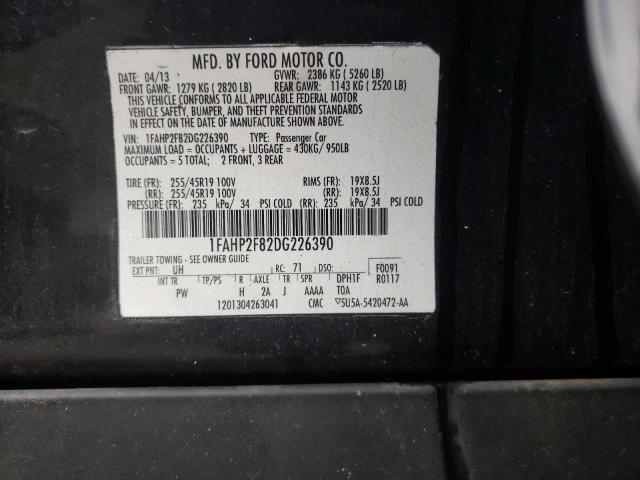 MFD. BY FORD MOTOR CO.
DATE: 04/13 GVWR: 2386 KG ( 5260 LB)
FRONT GAWR: 1279 KG ( 2820 LB) REAR GAWR: 1143 KG ( 2520 LB)
THIS VEHICLE CONFORMS TO ALL APPLICABLE FEDERAL MOTOR
VEHICLE SAFETY, BUMPER, AND THEFT PREVENTION STANDARDS
IN EFFECT ON THE DATE OF MANUFACTURE SHOWN ABOVE.
VIN: 1FAHP2F82DG226390 TYPE: Passenger Car
MAXIMUM LOAD = OCCUPANTS + LUGGAGE = 430KG/ 950LB
OCCUPANTS = 5 TOTAL; 2 FRONT, 3 REAR
TIRE (FR): 255/45R19 100V RIMS (FR): 19X8.5J
(RR): 255/45R19 100V (RR): 19X8.5J
PRESSURE (FR): 235 kPa/ 34 PSI COLD (RR): 235 kPa/ 34 PSI COLD
1FAHP2F82DG226390
TRAILER TOWING - SEE OWNER GUIDE
EXT PNT: UH RC: 71 DSO: F0091
INT TR TP/PS R AXLE TR SPR DPH1F R0117
PW H 2A J AAAA TOA
1201304263041 CMC ▽5U5A-5420472-AA